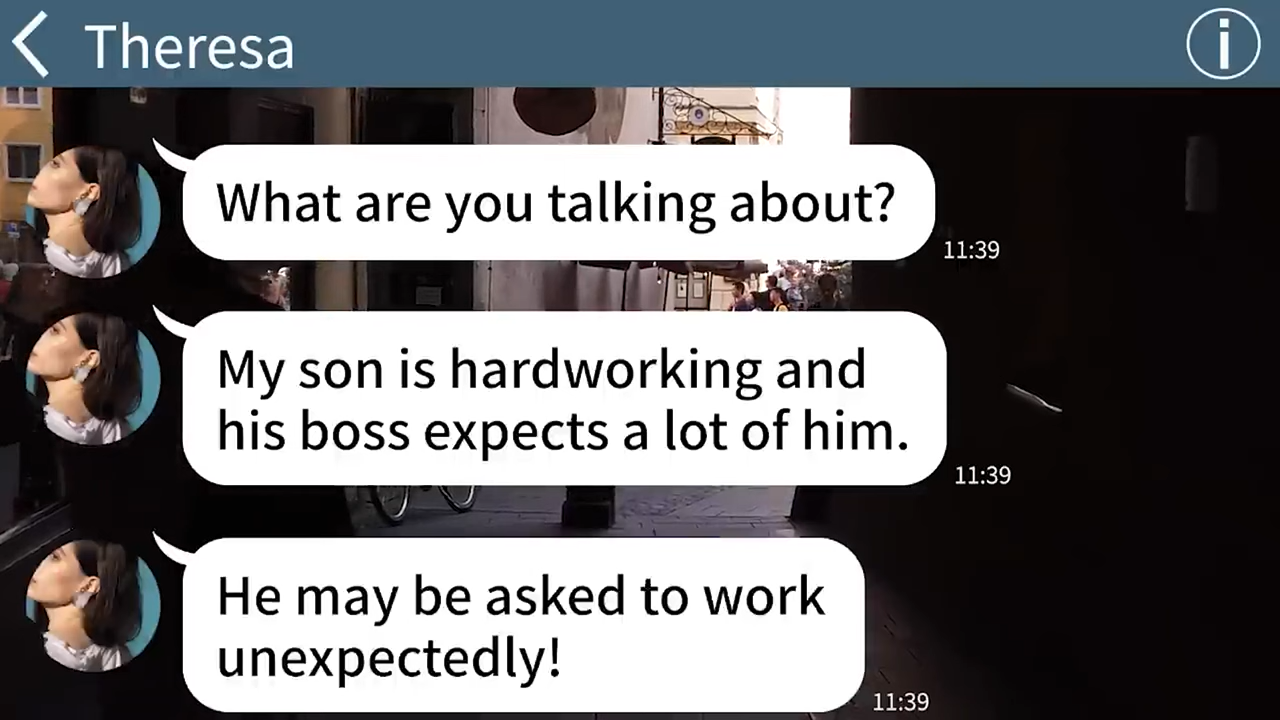 Theresa
What are you talking about?
11:39
My son is hardworking and
his boss expects a lot of him.
11:39
He may be asked to work
unexpectedly!
11:39